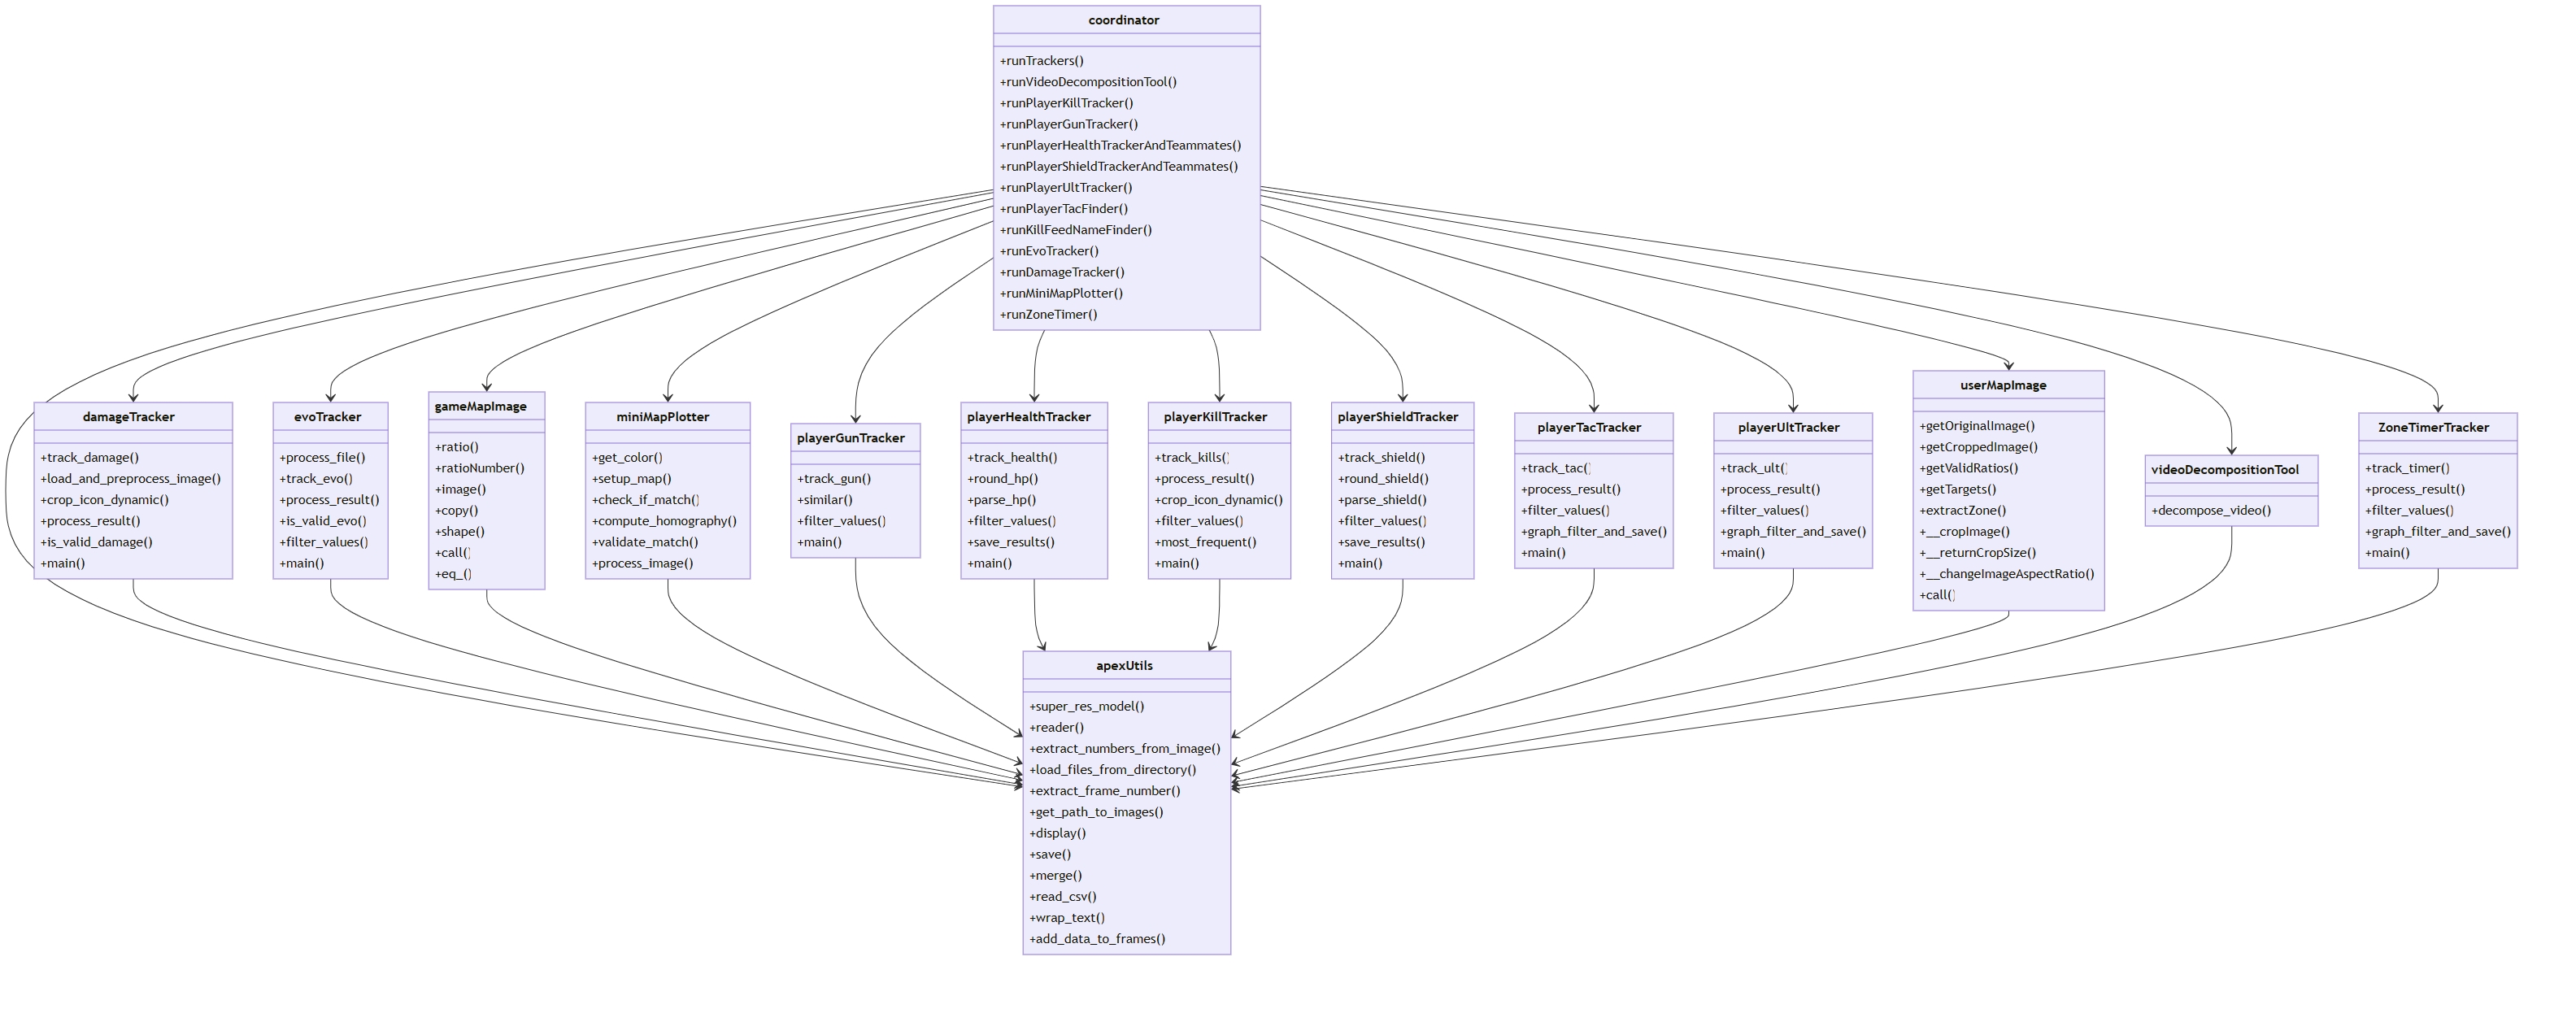 coordinator
+runTrackers()
+runVideoDecompositionTool()
+runPlayerKillTracker()
+runPlayerGunTracker()
+runPlayerHealthTrackerAndTeammates()
+runPlayerShieldTrackerAndTeammates()
+runPlayerUltTracker()
+runPlayerTacFinder()
+runKillFeedNameFinder()
+runEvoTracker()
+runDamageTracker()
+runMiniMapPlotter()
+runZoneTimer()
damageTracker
+track_damage()
+load_and_preprocess_image()
+crop_icon_dynamic()
+process_result()
+is_valid_damage()
+main()
evoTracker
+process_file()
+track_evo()
+process_result()
+is_valid_evo()
+filter_values()
+main()
gameMapImage
+ratio()
+ratioNumber()
+image()
+copy()
+shape()
+call()
+eq_()
miniMapPlotter
+get_color()
+setup_map()
+check_if_match()
+compute_homography()
+validate_match()
+process_image()
playerGunTracker
+track_gun()
+similar()
+filter_values()
+main()
playerHealthTracker
+track_health()
+round_hp()
+parse_hp()
+filter_values()
+save_results()
+main()
playerKillTracker
+track_kills()
+process_result()
+crop_icon_dynamic()
+filter_values()
+most_frequent()
+main()
playerShieldTracker
+track_shield()
+round_shield()
+parse_shield()
+filter_values()
+save_results()
+main()
playerTacTracker
+track_tac()
+process_result()
+filter_values()
+graph_filter_and_save()
+main()
playerUltTracker
+track_ult()
+process_result()
+filter_values()
+graph_filter_and_save()
+main()
userMapImage
+getOriginalImage()
+getCroppedImage()
+getValidRatios()
+getTargets()
+extractZone()
+__cropImage()
+__returnCropSize()
+__changeImageAspectRatio()
+call()
videoDecompositionTool
+decompose_video()
ZoneTimerTracker
+track_timer()
+process_result()
+filter_values()
+graph_filter_and_save()
+main()
apexUtils
+super_res_model()
+reader()
+extract_numbers_from_image()
+load_files_from_directory()
+extract_frame_number()
+get_path_to_images()
+display()
+save()
+merge()
+read_csv()
+wrap_text()
+add_data_to_frames()